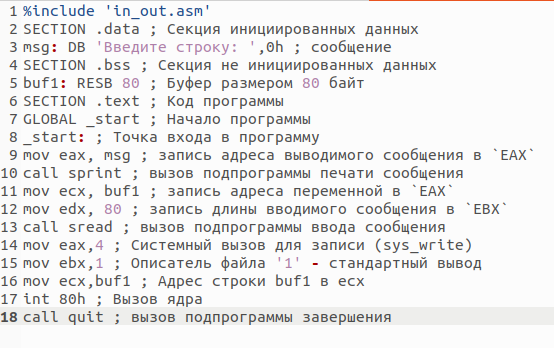 1 %include 'in_out.asm'
2 SECTION .data ; Секция инициированных данных
3 msg: DB 'Введите строку: ',0h ; сообщение
4 SECTION .bss ; Секция не инициированных данных
5 buf1: RESB 80 ; Буфер размером 80 байт
6 SECTION .text ; Код программы
7 GLOBAL _start ; Начало программы
8 _start: ; Точка входа в программу
9 mov eax, msg ; запись адреса выводимого сообщения в `EAX`
10 call sprint ; вызов подпрограммы печати сообщения
11 mov ecx, buf1 ; запись адреса переменной в `EAX`
12 mov edx, 80 ; запись длины вводимого сообщения в `EBX`
13 call sread ; вызов подпрограммы ввода сообщения
14 mov eax,4 ; Системный вызов для записи (sys_write)
15 mov ebx,1 ; Описатель файла '1' - стандартный вывод
16 mov ecx,buf1 ; Адрес строки buf1 в ecx
17 int 80h ; Вызов ядра
18 call quit ; вызов подпрограммы завершения